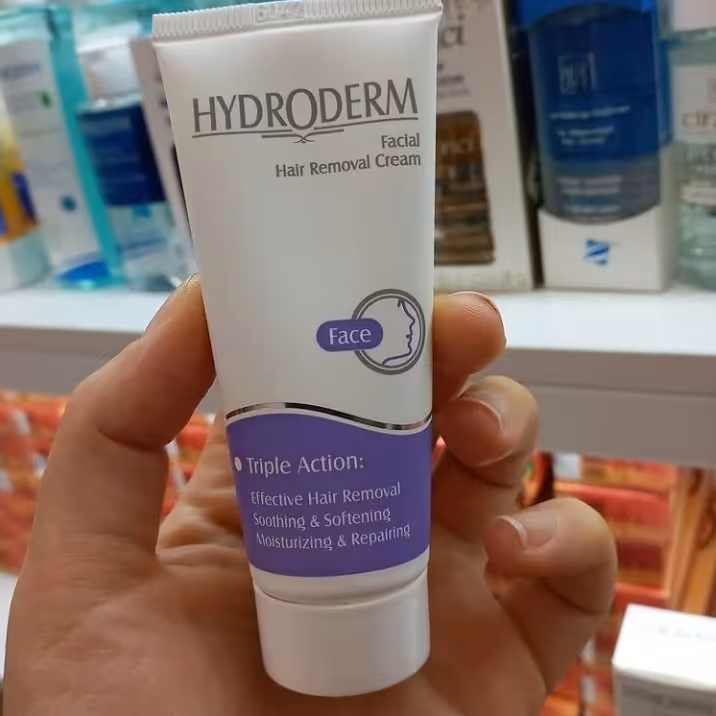 HYDRODERM
Facial
Hair Removal Cream
Face
Triple Action:
Effective Hair Removal
Soothing & Softening
Moisturizing & Repairing